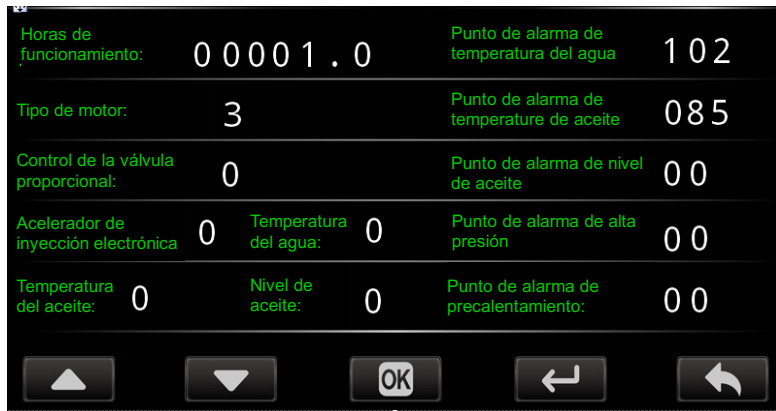 Horas de
funcionamiento:
00001.0
Punto de alarma de
temperatura del agua
102
Tipo de motor:
3
Punto de alarma de
temperature de aceite
085
Control de la válvula
proporcional:
0
Punto de alarma de nivel
de aceite
00
Acelerador de
inyección electrónica
0
Temperatura
del agua:
0
Punto de alarma de alta
presión
00
Temperatura
del aceite:
0
Nivel de
aceite:
0
Punto de alarma de
precalentamiento:
00
OK